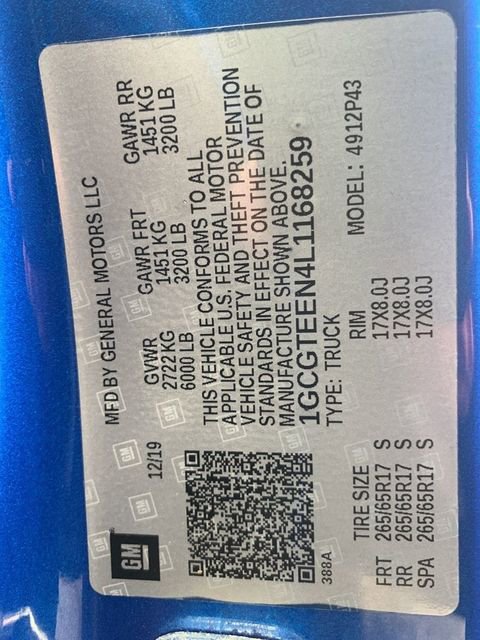 GM
12/19
MFD BY GENERAL MOTORS LLC
GVWR GAWR FRT GAWR RR
2722 KG 1451 KG 1451 KG
6000 LB 3200 LB 3200 LB
THIS VEHICLE CONFORMS TO ALL
APPLICABLE U.S. FEDERAL MOTOR
VEHICLE SAFETY AND THEFT PREVENTION
STANDARDS IN EFFECT ON THE DATE OF
MANUFACTURE SHOWN ABOVE.
1GCGTEEN4L1168259
TYPE: TRUCK MODEL: 4912P43
388A
TIRE SIZE RIM
FRT 265/65R17 S 17X8.0J
RR 265/65R17 S 17X8.0J
SPA 265/65R17 S 17X8.0J